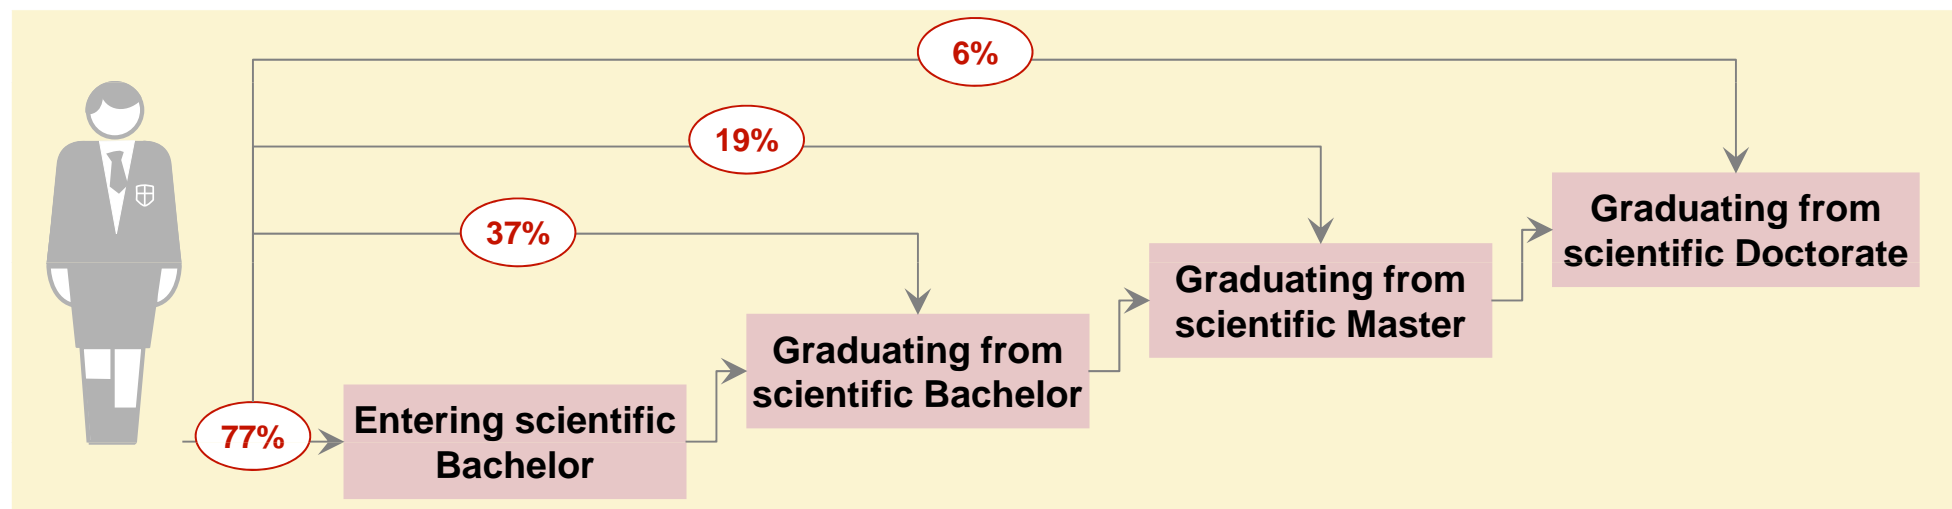 6%
19%
37%
77%
Entering scientific
Bachelor
Graduating from
scientific Bachelor
Graduating from
scientific Master
Graduating from
scientific Doctorate